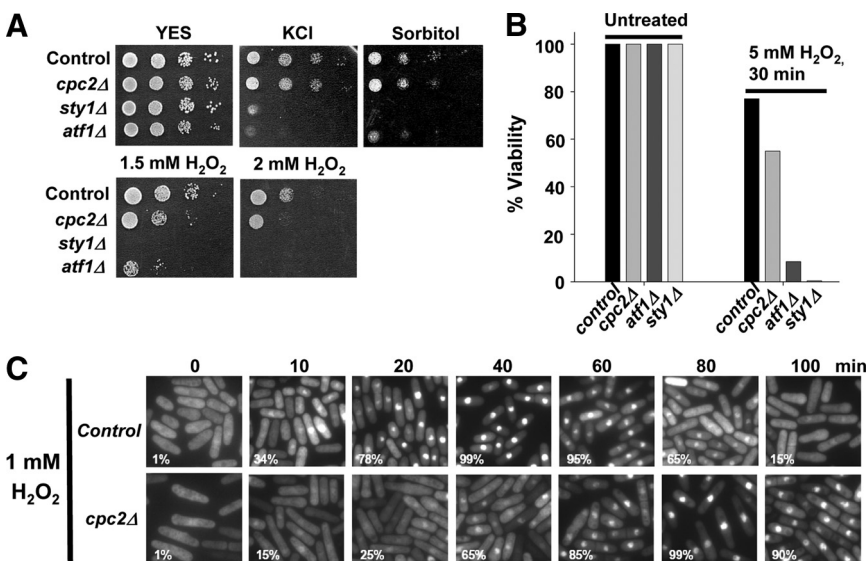 A
YES KCl Sorbitol
Control
cpc2Δ
sty1Δ
atf1Δ
1.5 mM H₂O₂ 2 mM H₂O₂
Control
cpc2Δ
sty1Δ
atf1Δ
B
Untreated
5 mM H₂O₂,
30 min
% Viability
100
80
60
40
20
0
control cpc2Δ atf1Δ sty1Δ control cpc2Δ atf1Δ sty1Δ
C
0 10 20 40 60 80 100 min
1 mM
H₂O₂
Control
1% 34% 78% 99% 95% 65% 15%
cpc2Δ
1% 15% 25% 65% 85% 99% 90%